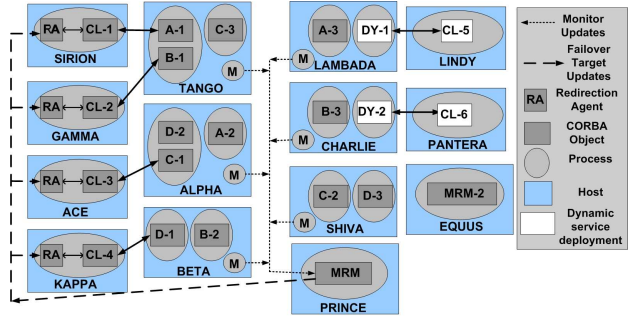 RA
CL-1
SIRION
RA
CL-2
GAMMA
RA
CL-3
ACE
RA
CL-4
KAPPA
A-1
B-1
C-3
M
TANGO
D-2
C-1
A-2
M
ALPHA
D-1
B-2
M
BETA
A-3
DY-1
M
LAMBADA
B-3
DY-2
M
CHARLIE
C-2
D-3
M
SHIVA
MRM
PRINCE
CL-5
LINDY
CL-6
PANTERA
MRM-2
EQUUS
Monitor
Updates
Failover
Target
Updates
RA
Redirection
Agent
CORBA
Object
Process
Host
Dynamic
service
deployment